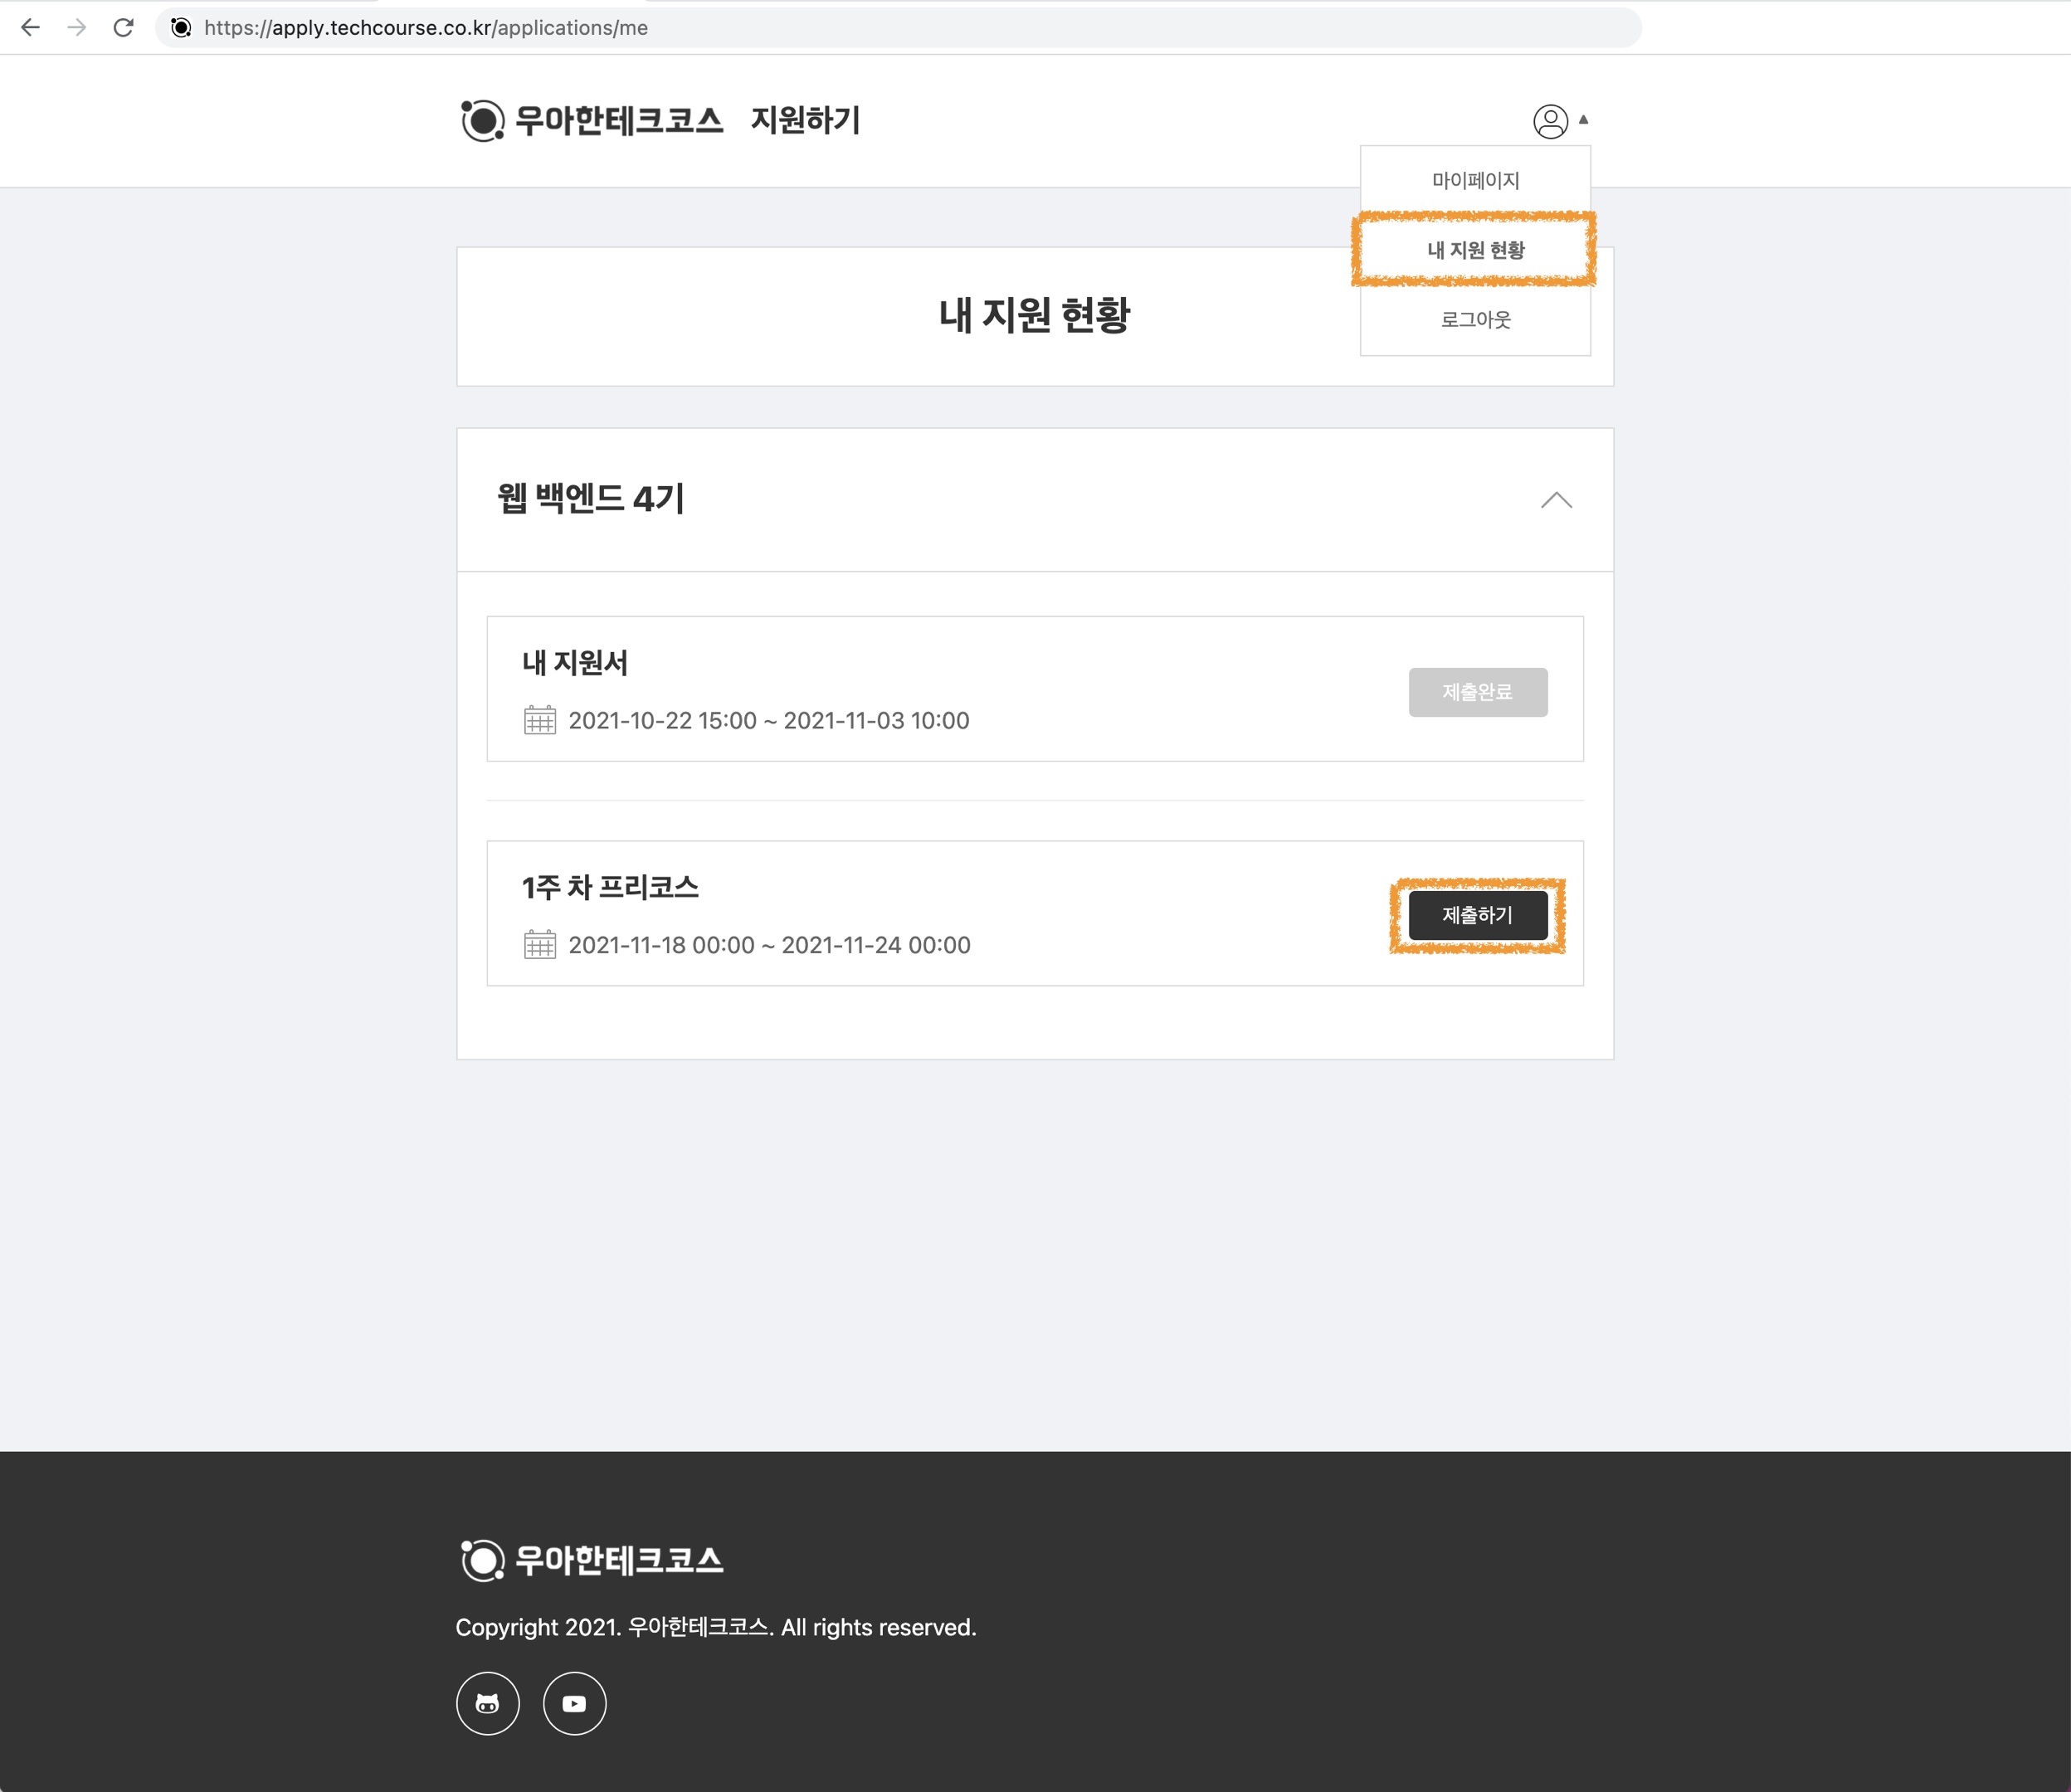 https://apply.techcourse.co.kr/applications/me
우아한테크코스 지원하기
마이페이지
내 지원 현황
로그아웃
내 지원 현황
웹 백엔드 4기
내 지원서
2021-10-22 15:00 ~ 2021-11-03 10:00
제출완료
1주 차 프리코스
2021-11-18 00:00 ~ 2021-11-24 00:00
제출하기
우아한테크코스
Copyright 2021. 우아한테크코스. All rights reserved.